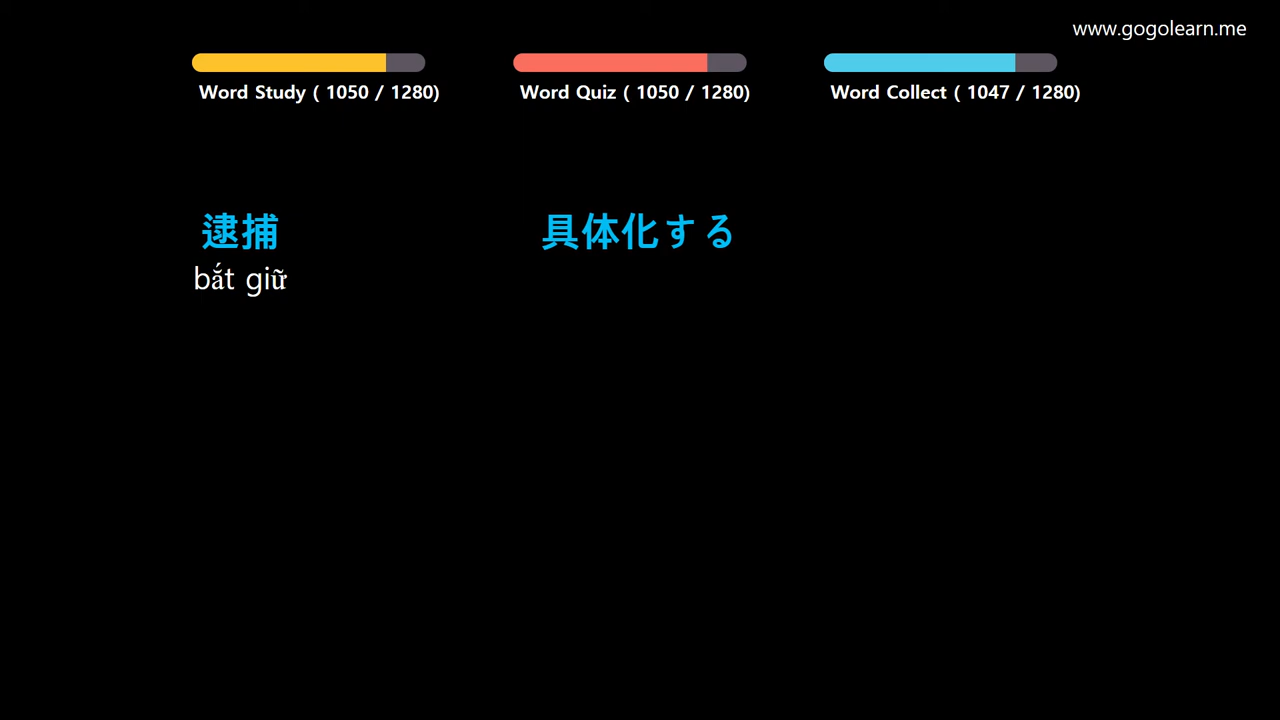 www.gogolearn.me
Word Study ( 1050 / 1280)
Word Quiz ( 1050 / 1280)
Word Collect ( 1047 / 1280)
逮捕
bắt giữ
具体化する